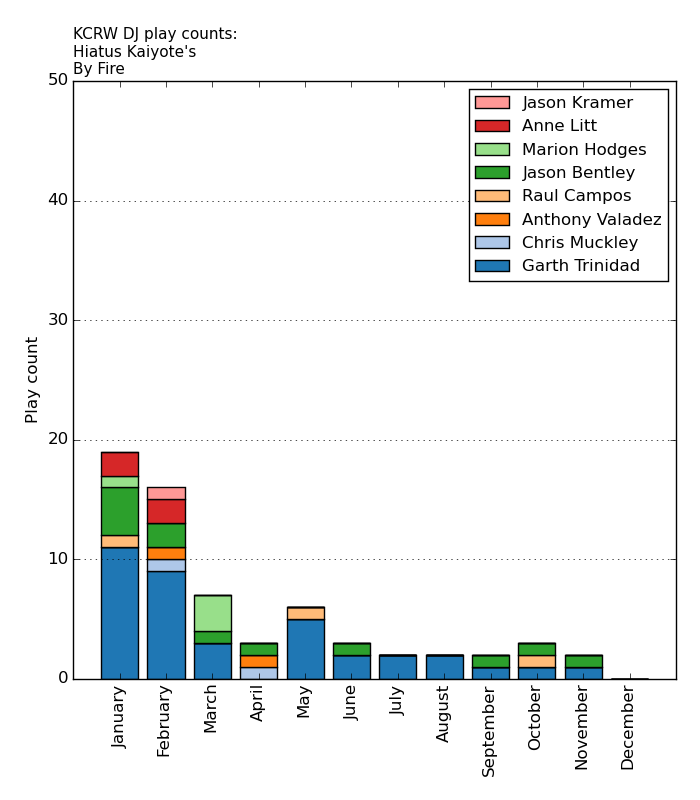 KCRW DJ play counts:
Hiatus Kaiyote's
By Fire
50
40
30
20
10
0
Play count
Jason Kramer
Anne Litt
Marion Hodges
Jason Bentley
Raul Campos
Anthony Valadez
Chris Muckley
Garth Trinidad
January
February
March
April
May
June
July
August
September
October
November
December